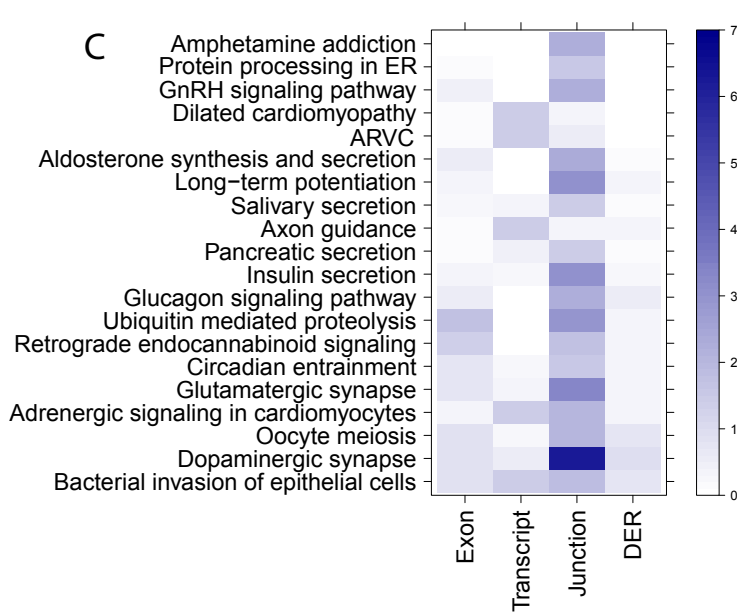 C
Amphetamine addiction
Protein processing in ER
GnRH signaling pathway
Dilated cardiomyopathy
ARVC
Aldosterone synthesis and secretion
Long−term potentiation
Salivary secretion
Axon guidance
Pancreatic secretion
Insulin secretion
Glucagon signaling pathway
Ubiquitin mediated proteolysis
Retrograde endocannabinoid signaling
Circadian entrainment
Glutamatergic synapse
Adrenergic signaling in cardiomyocytes
Oocyte meiosis
Dopaminergic synapse
Bacterial invasion of epithelial cells
Exon
Transcript
Junction
DER
7
6
5
4
3
2
1
0